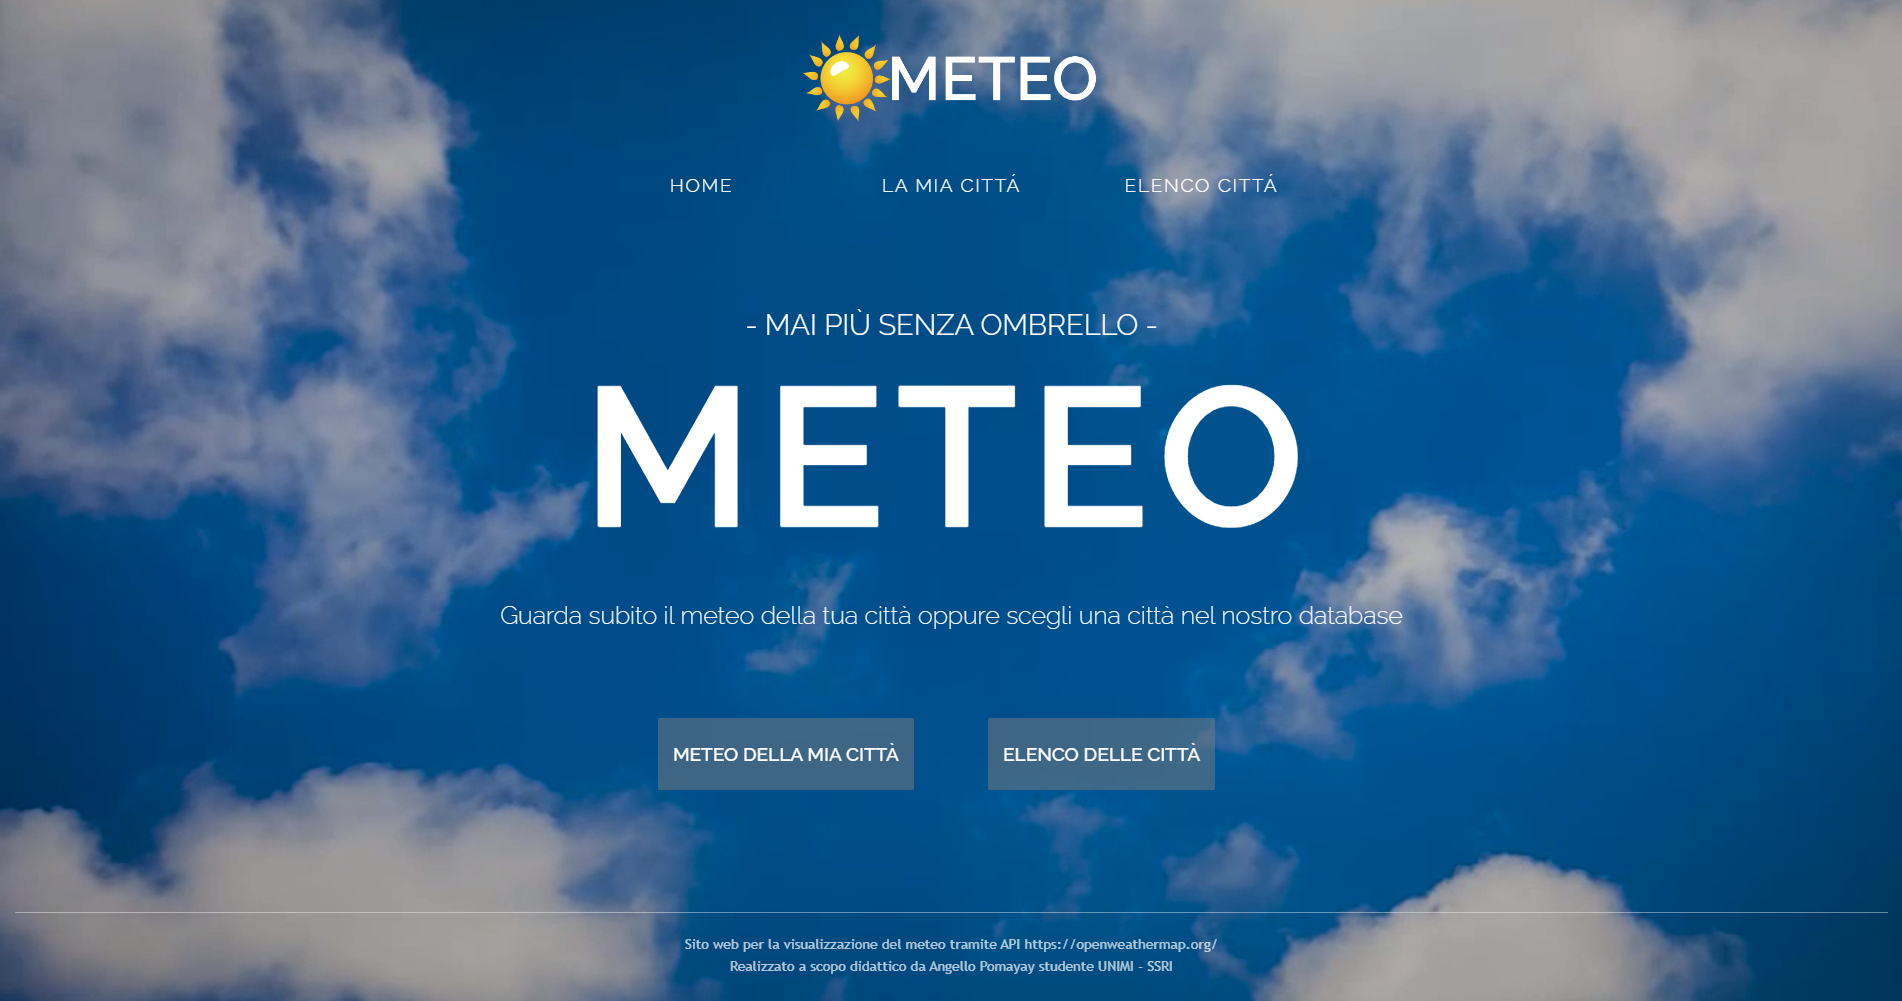 METEO
HOME LA MIA CITTÁ ELENCO CITTÁ
- MAI PIÙ SENZA OMBRELLO -
METEO
Guarda subito il meteo della tua città oppure scegli una città nel nostro database
METEO DELLA MIA CITTÀ ELENCO DELLE CITTÀ
Sito web per la visualizzazione del meteo tramite API https://openweathermap.org/
Realizzato a scopo didattico da Angello Pomayay studente UNIMI - SSRI